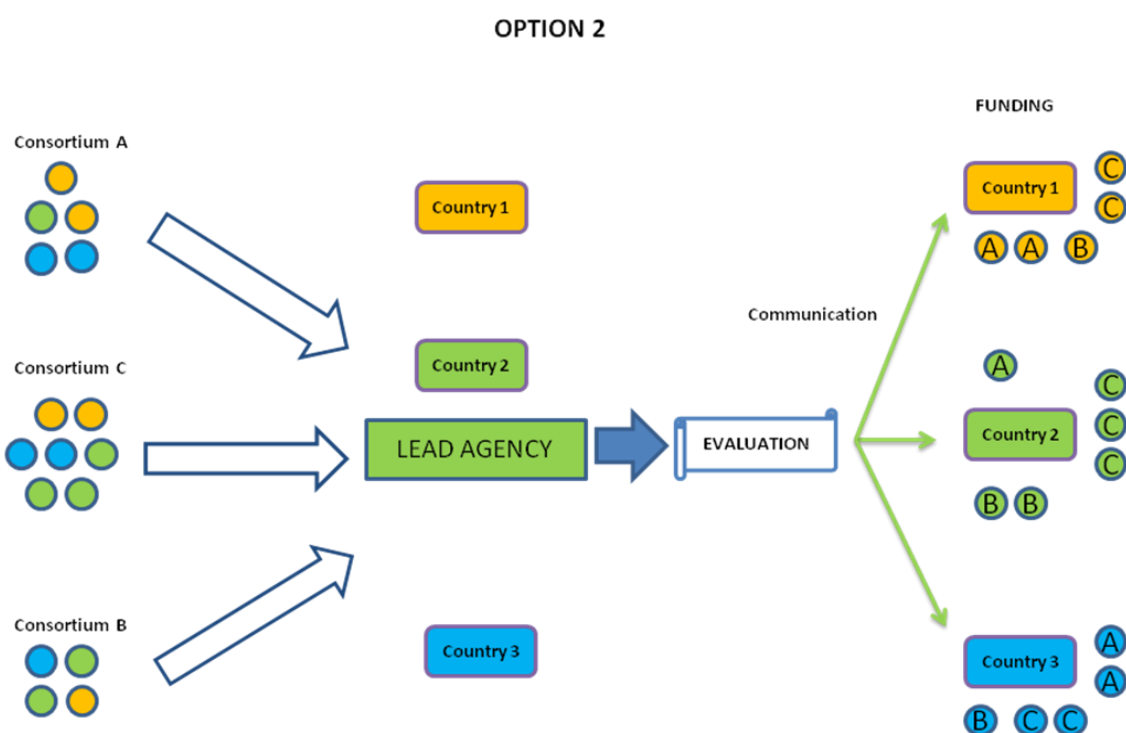 OPTION 2
FUNDING
Consortium A
Country 1
Country 1
C
C
A A B
Communication
Consortium C
Country 2
A
C
Country 2
C
C
LEAD AGENCY
EVALUATION
B B
Consortium B
Country 3
Country 3
A
A
B C C